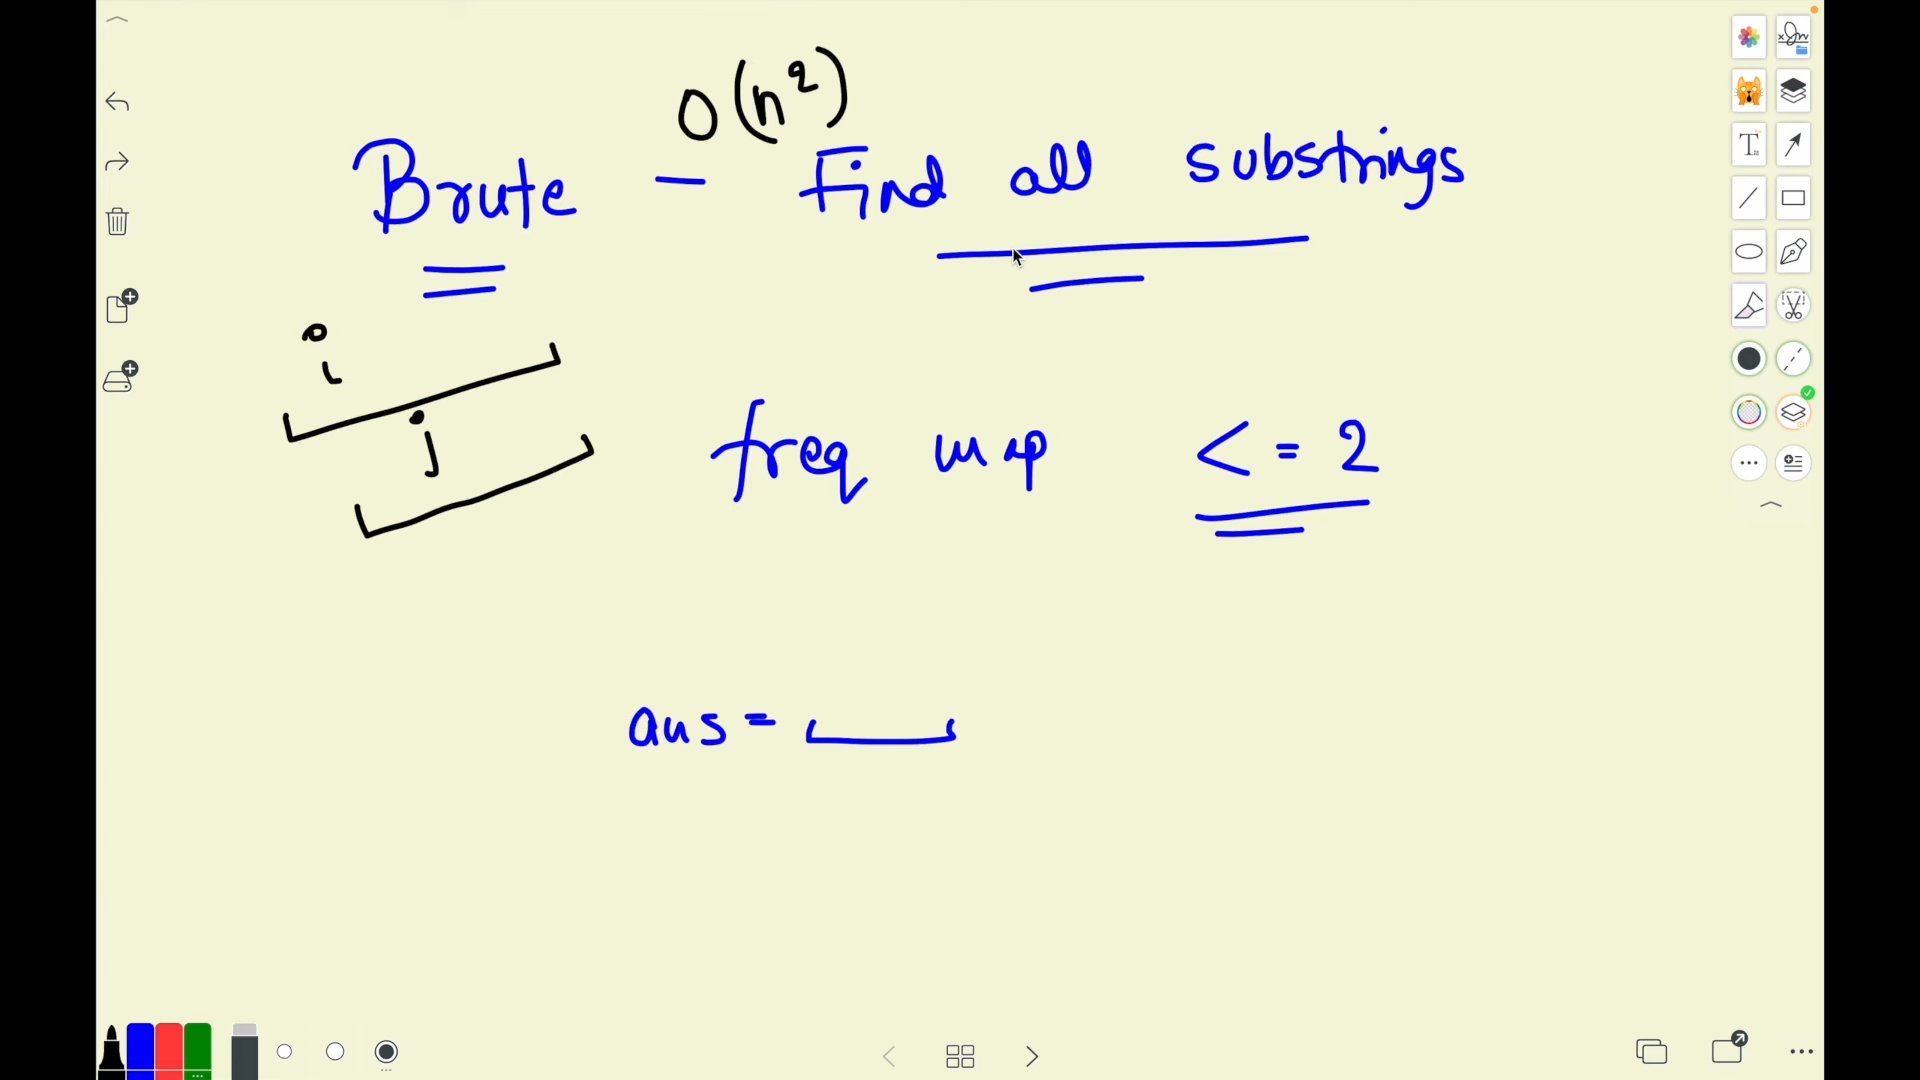 O(n²)
Brute - Find all substrings
i
j
freq map <= 2
ans =